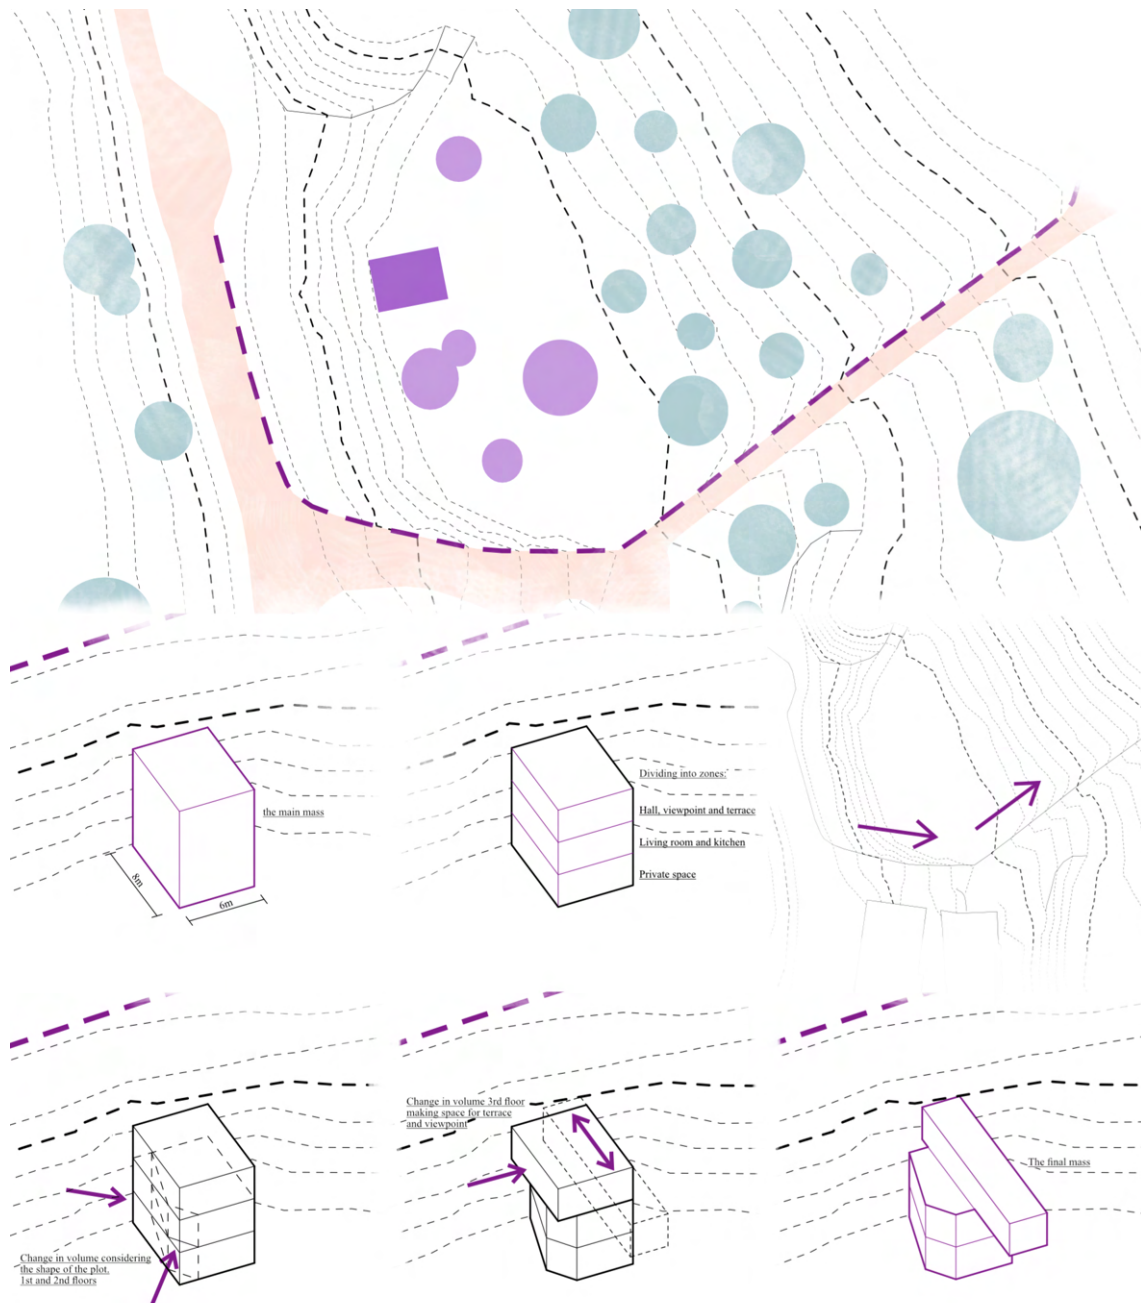 the main mass
8m
6m
Dividing into zones:
Hall, viewpoint and terrace
Living room and kitchen
Private space
Change in volume considering
the shape of the plot.
1st and 2nd floors
Change in volume 3rd floor
making space for terrace
and viewpoint
The final mass